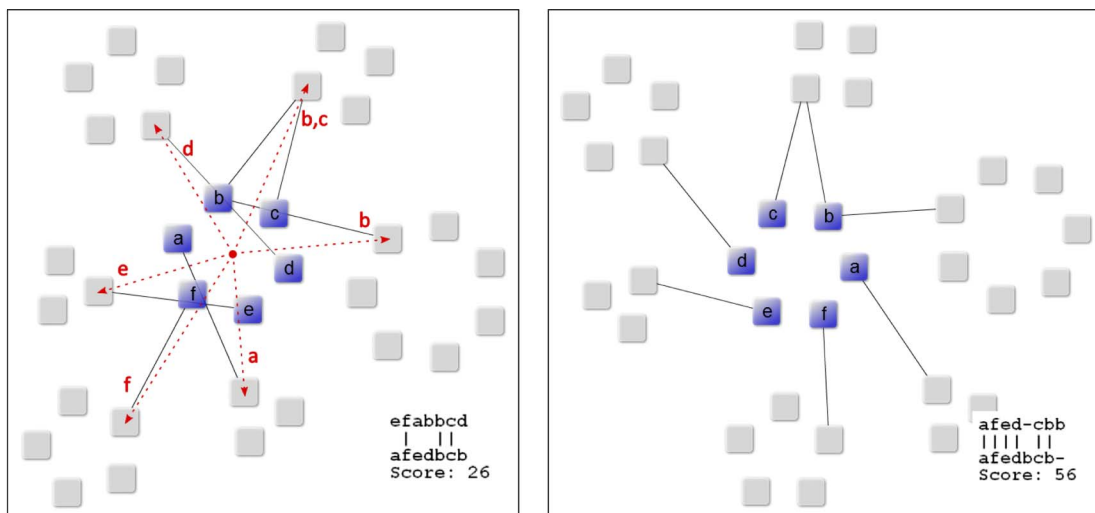 b,c
d
b
c
b
a
d
e
f
e
a
f
efabbcd
| ||
afedbcb
Score: 26
c
b
d
a
e
f
afed-cbb
|||| ||
afedbcb-
Score: 56